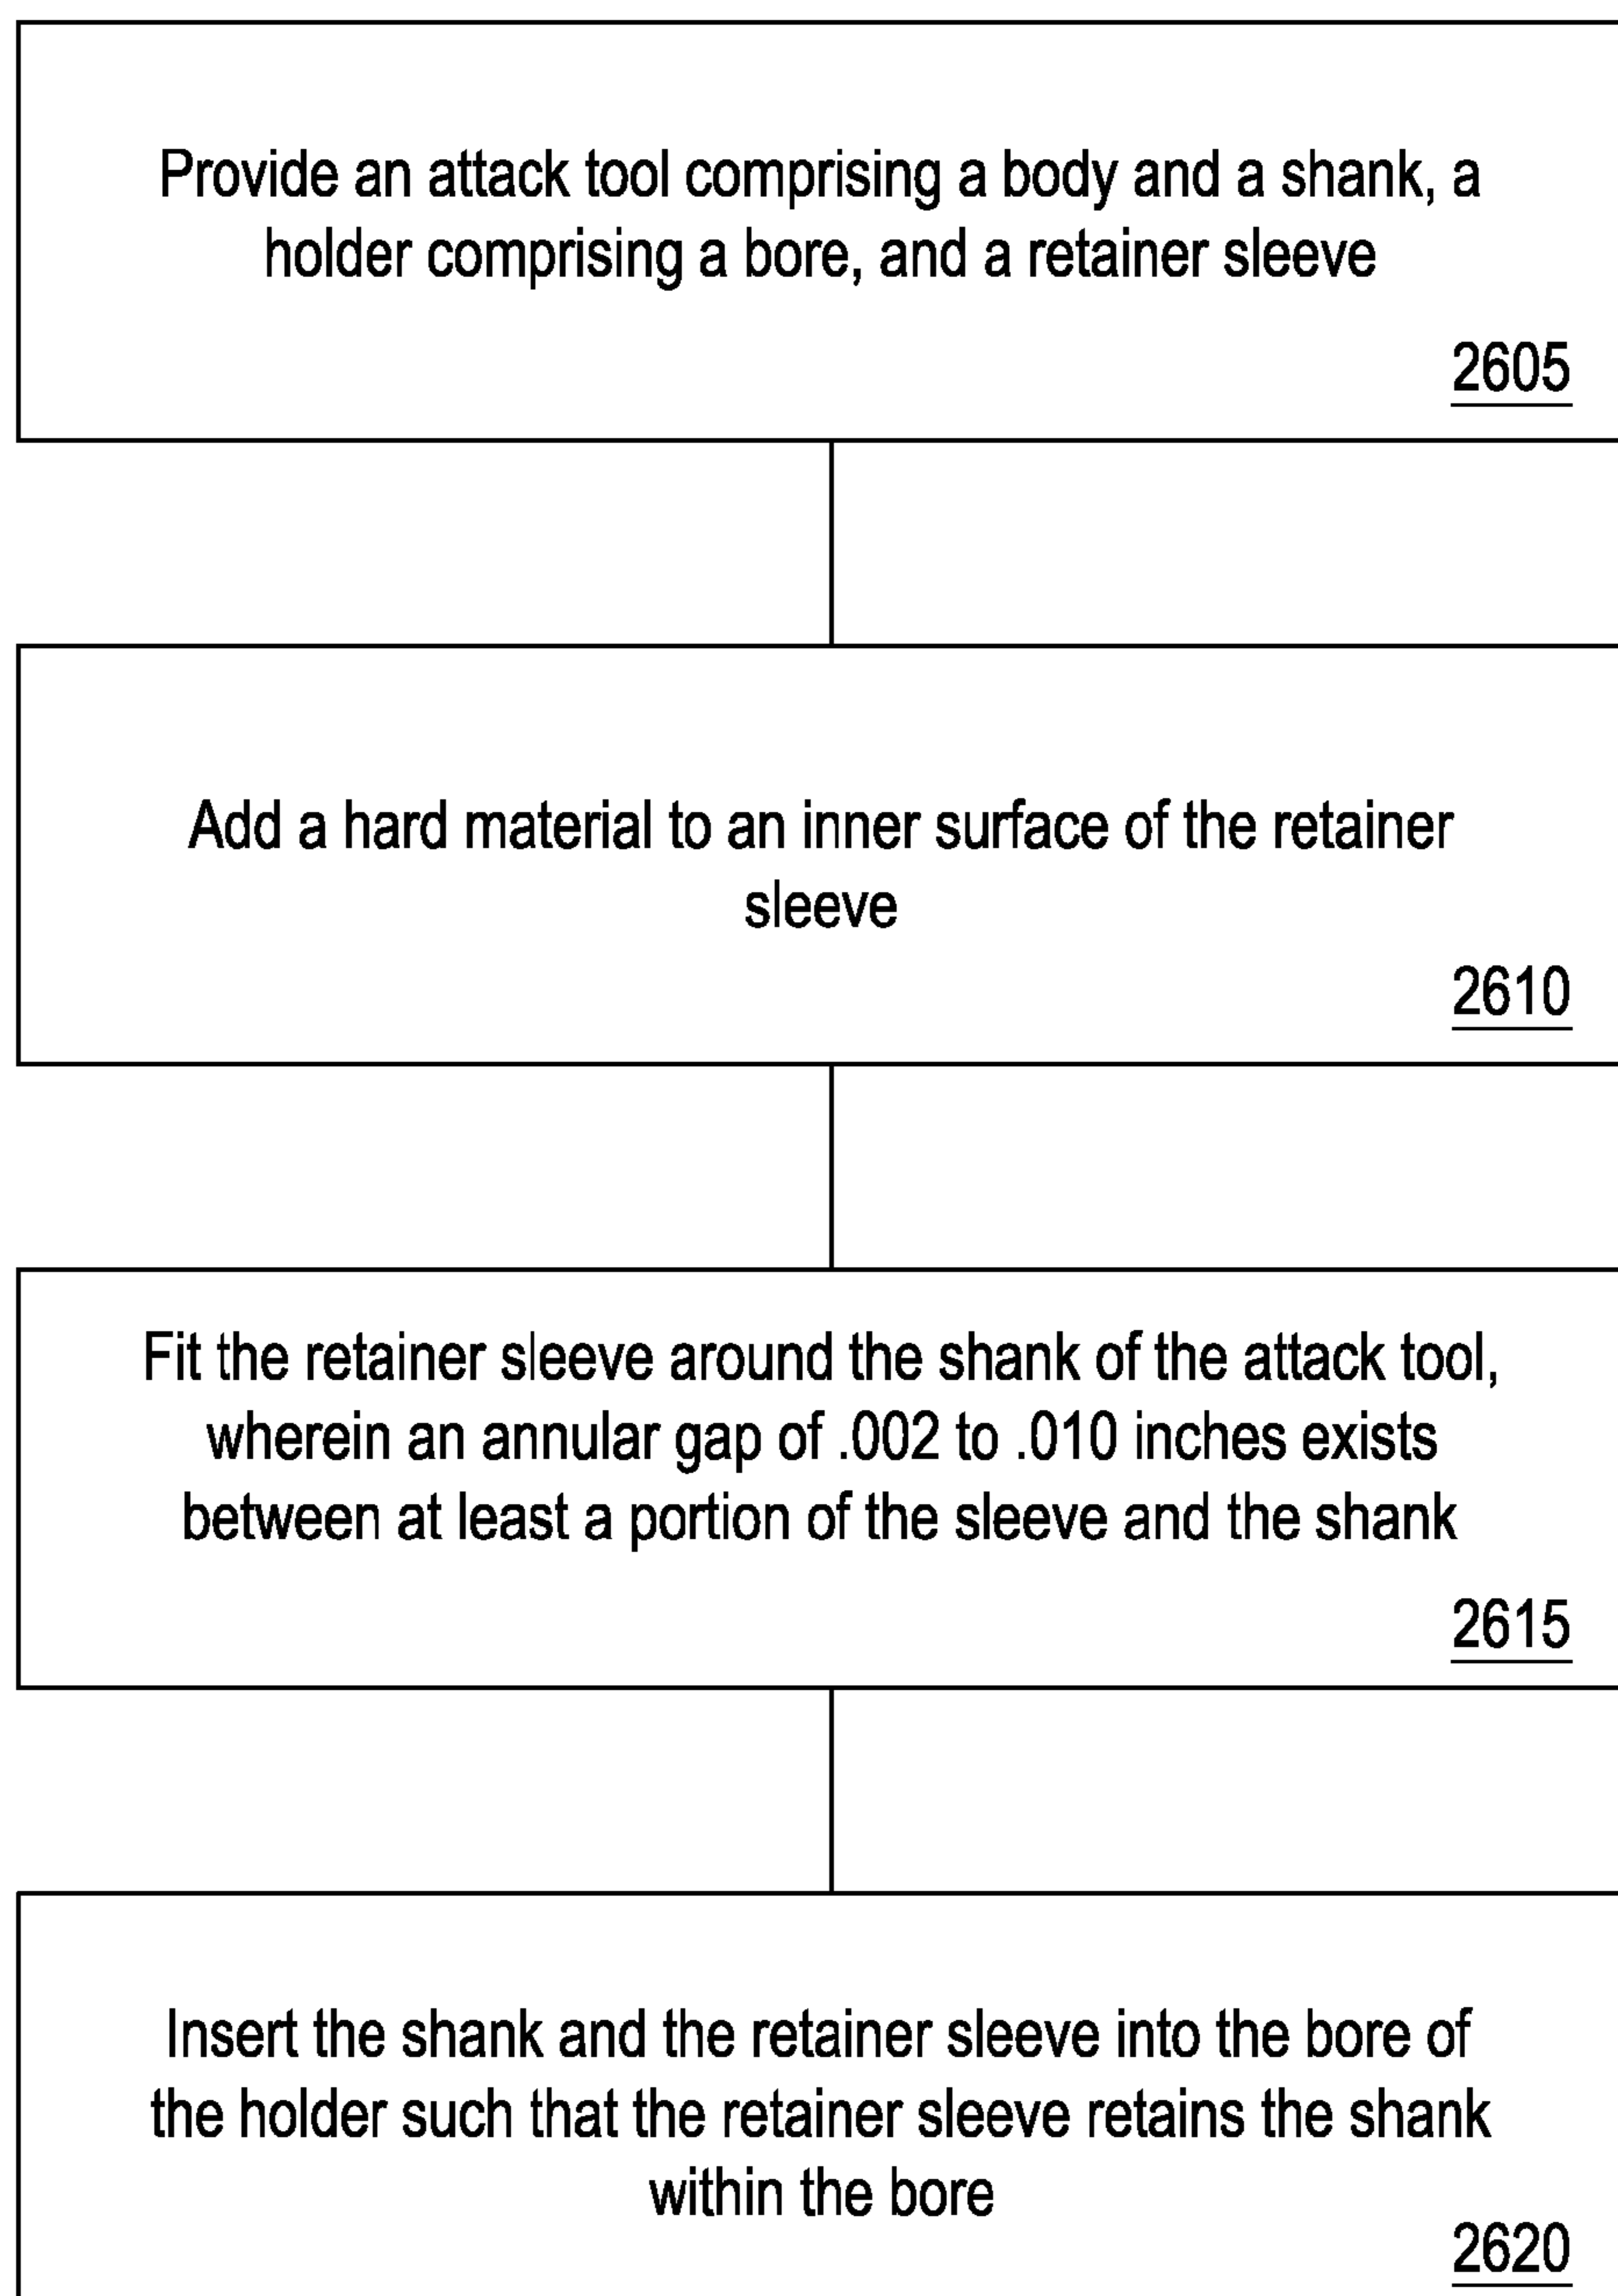 Provide an attack tool comprising a body and a shank, a
holder comprising a bore, and a retainer sleeve
2605
Add a hard material to an inner surface of the retainer
sleeve
2610
Fit the retainer sleeve around the shank of the attack tool,
wherein an annular gap of .002 to .010 inches exists
between at least a portion of the sleeve and the shank
2615
Insert the shank and the retainer sleeve into the bore of
the holder such that the retainer sleeve retains the shank
within the bore
2620